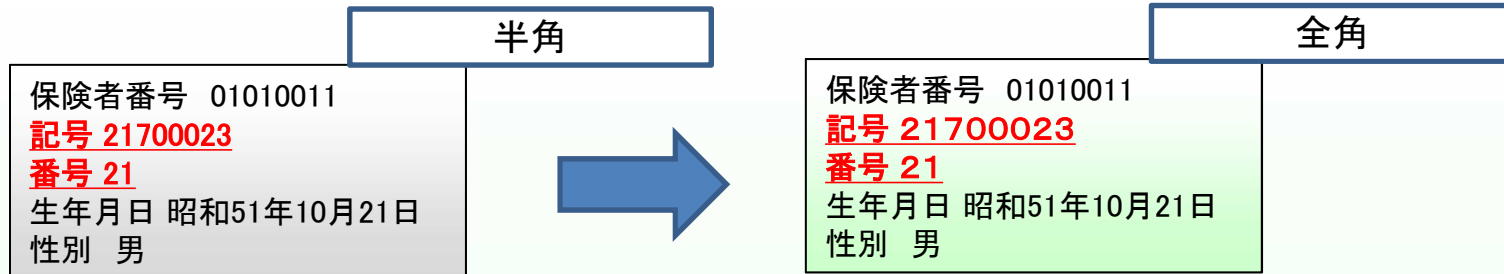 半角
保険者番号　01010011
記号 21700023
番号 21
生年月日 昭和51年10月21日
性別　男
全角
保険者番号　01010011
記号 ２１７０００２３
番号 ２１
生年月日 昭和51年10月21日
性別　男